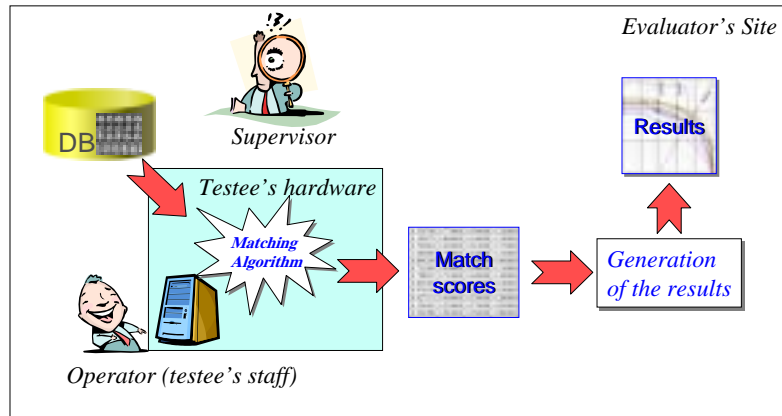 Evaluator's Site
!?!
Supervisor
DB
Results
Testee's hardware
Matching
Algorithm
Match
scores
Generation
of the results
Operator (testee's staff)